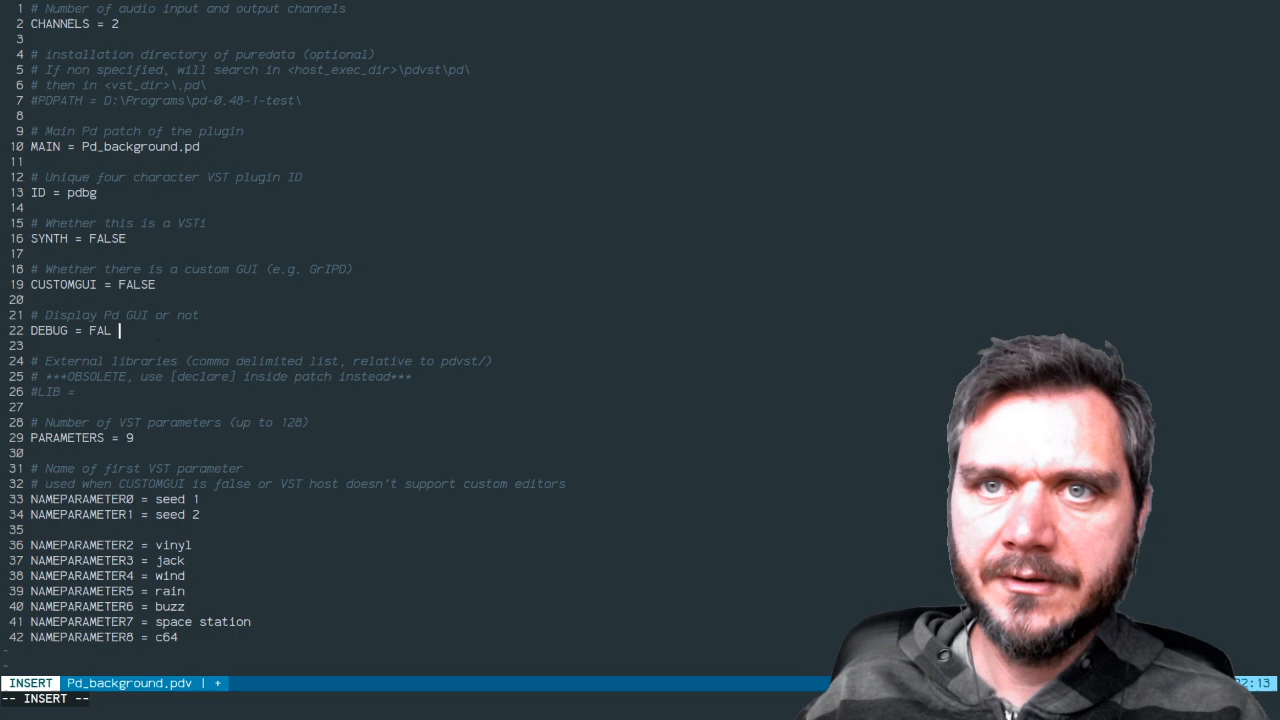 1 # Number of audio input and output channels
2 CHANNELS = 2
3
4 # installation directory of puredata (optional)
5 # If non specified, will search in <host_exec_dir>\pdvst\pd\
6 # then in <vst_dir>\.pd\
7 #PDPATH = D:\Programs\pd-0.48-1-test\
8
9 # Main Pd patch of the plugin
10 MAIN = Pd_background.pd
11
12 # Unique four character VST plugin ID
13 ID = pdbg
14
15 # Whether this is a VSTi
16 SYNTH = FALSE
17
18 # Whether there is a custom GUI (e.g. GrIPD)
19 CUSTOMGUI = FALSE
20
21 # Display Pd GUI or not
22 DEBUG = FAL
23
24 # External libraries (comma delimited list, relative to pdvst/)
25 # ***OBSOLETE, use [declare] inside patch instead***
26 #LIB =
27
28 # Number of VST parameters (up to 128)
29 PARAMETERS = 9
30
31 # Name of first VST parameter
32 # used when CUSTOMGUI is false or VST host doesn't support custom editors
33 NAMEPARAMETER0 = seed 1
34 NAMEPARAMETER1 = seed 2
35
36 NAMEPARAMETER2 = vinyl
37 NAMEPARAMETER3 = jack
38 NAMEPARAMETER4 = wind
39 NAMEPARAMETER5 = rain
40 NAMEPARAMETER6 = buzz
41 NAMEPARAMETER7 = space station
42 NAMEPARAMETER8 = c64
~
~
INSERT Pd_background.pdv | + 2:13
-- INSERT --